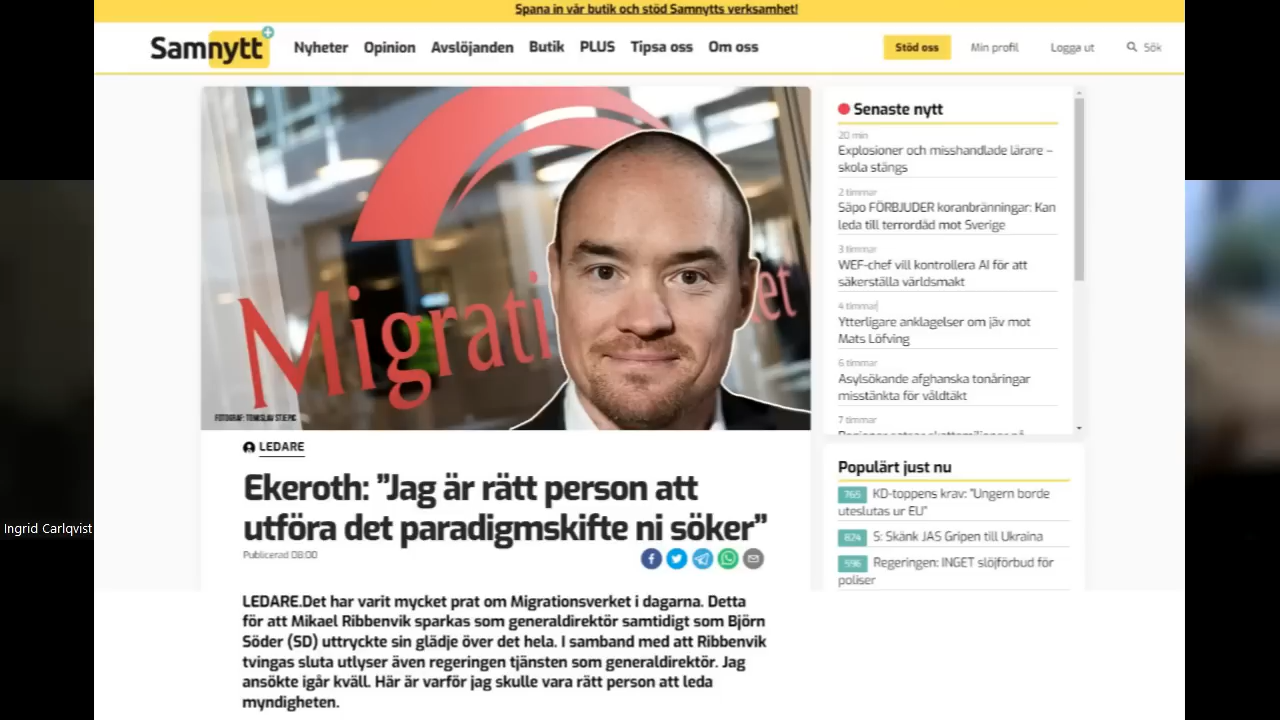 Spana in vår butik och stöd Samnytts verksamhet!
Samnytt+
Nyheter Opinion Avslöjanden Butik PLUS Tipsa oss Om oss
Stöd oss Min profil Logga ut Sök
Migrati ket
FOTOGRAF: TOMISLAV STJEPIC
LEDARE
Ekeroth: ”Jag är rätt person att
utföra det paradigmskifte ni söker”
Publicerad 08:00
LEDARE.Det har varit mycket prat om Migrationsverket i dagarna. Detta
för att Mikael Ribbenvik sparkas som generaldirektör samtidigt som Björn
Söder (SD) uttryckte sin glädje över det hela. I samband med att Ribbenvik
tvingas sluta utlyser även regeringen tjänsten som generaldirektör. Jag
ansökte igår kväll. Här är varför jag skulle vara rätt person att leda
myndigheten.
Senaste nytt
20 min
Explosioner och misshandlade lärare –
skola stängs
2 timmar
Säpo FÖRBJUDER koranbränningar: Kan
leda till terrordåd mot Sverige
3 timmar
WEF-chef vill kontrollera AI för att
säkerställa världsmakt
4 timmar
Ytterligare anklagelser om jäv mot
Mats Löfving
6 timmar
Asylsökande afghanska tonåringar
misstänkta för våldtäkt
7 timmar
Populärt just nu
765 KD-toppens krav: "Ungern borde
uteslutas ur EU"
824 S: Skänk JAS Gripen till Ukraina
596 Regeringen: INGET slöjförbud för
poliser
Ingrid Carlqvist